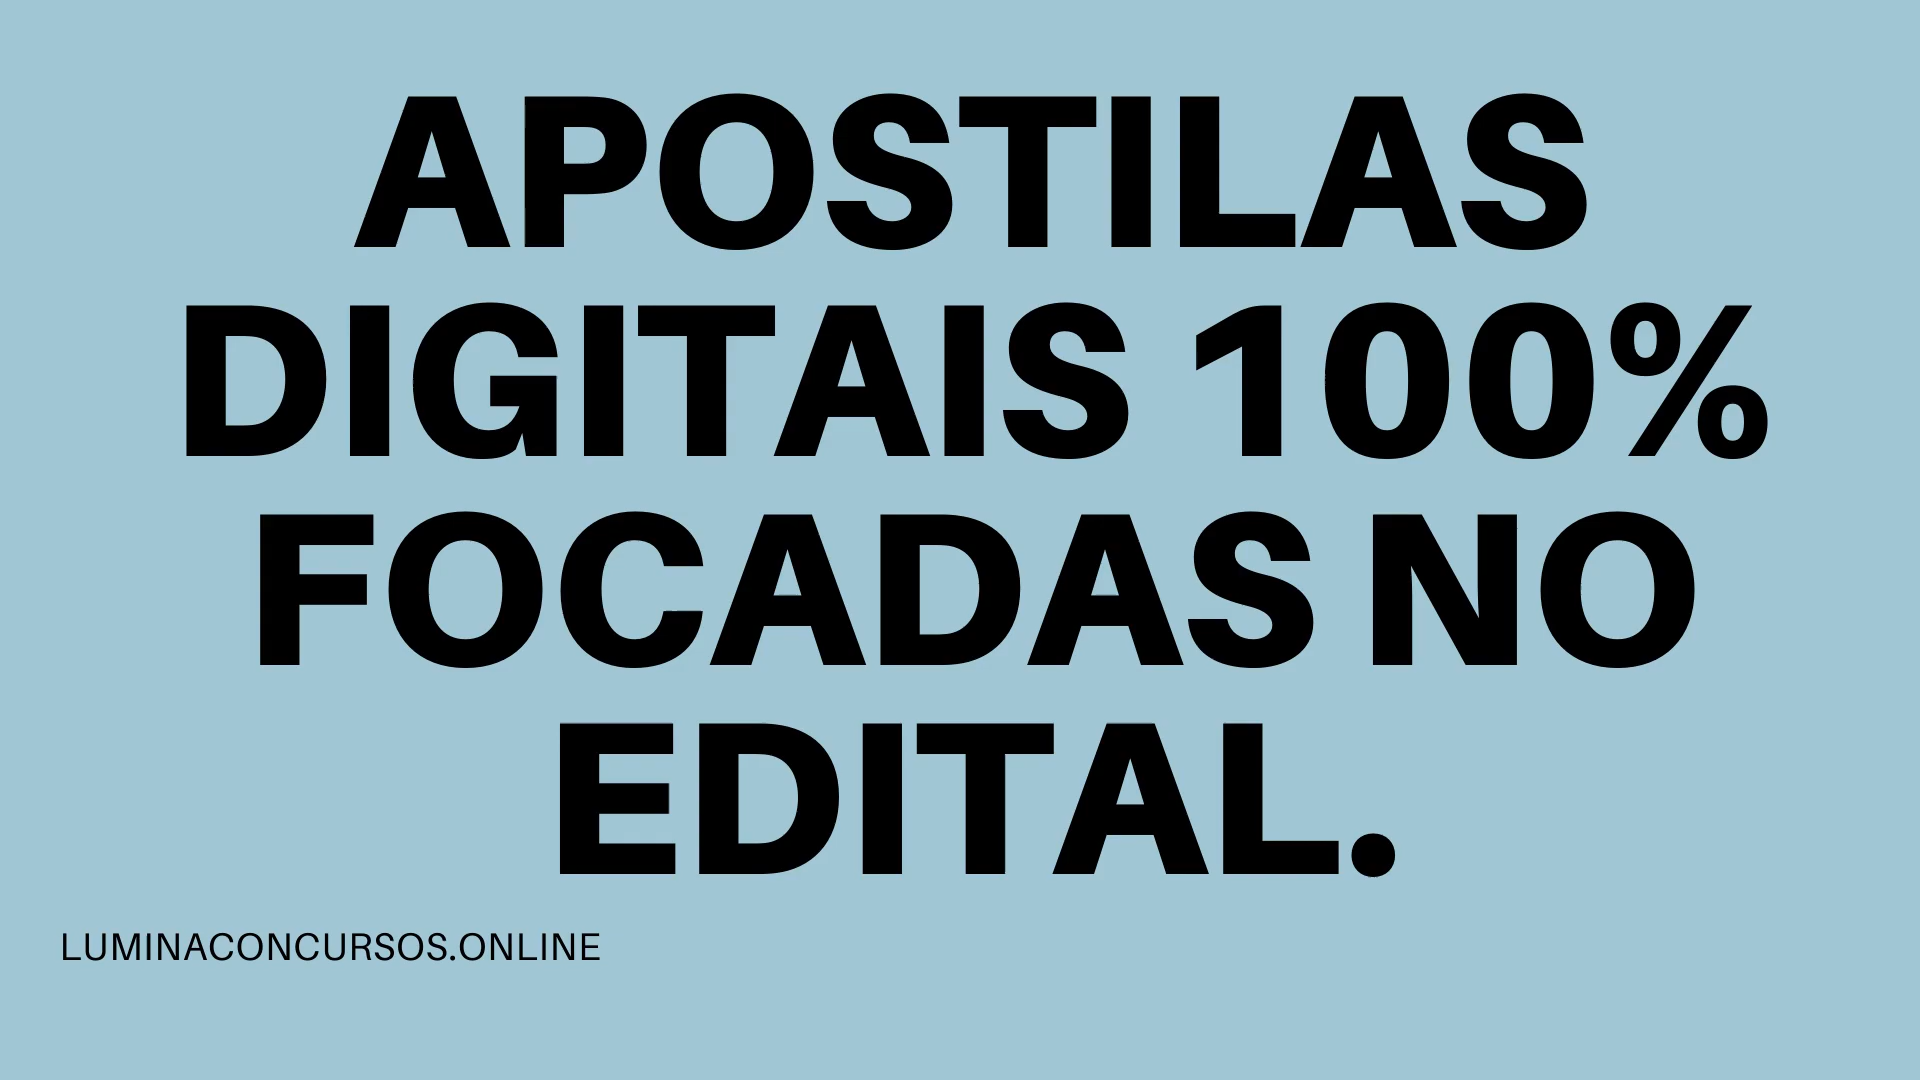 APOSTILAS
DIGITAIS 100%
FOCADAS NO
EDITAL.
LUMINACONCURSOS.ONLINE